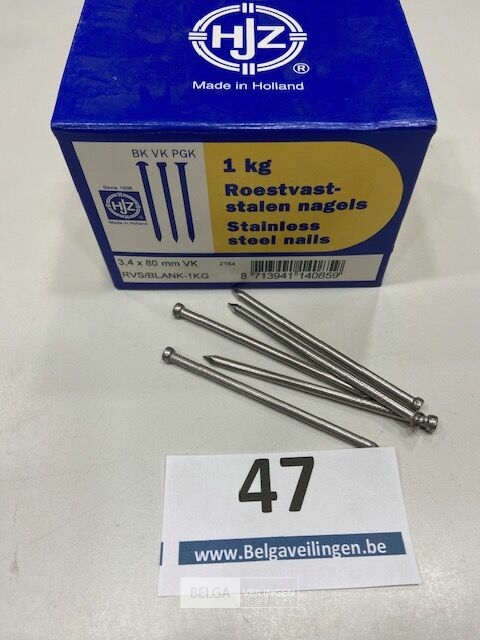 HJZ
®
Made in Holland
BK VK PGK
1 kg
Roestvast-
stalen nagels
Stainless
steel nails
Since 1936
HJZ
Made in Holland
3,4 x 80 mm VK 2164
RVS/BLANK-1KG
8 713941 140859
47
www.Belgaveilingen.be
BELGA VEILINGEN